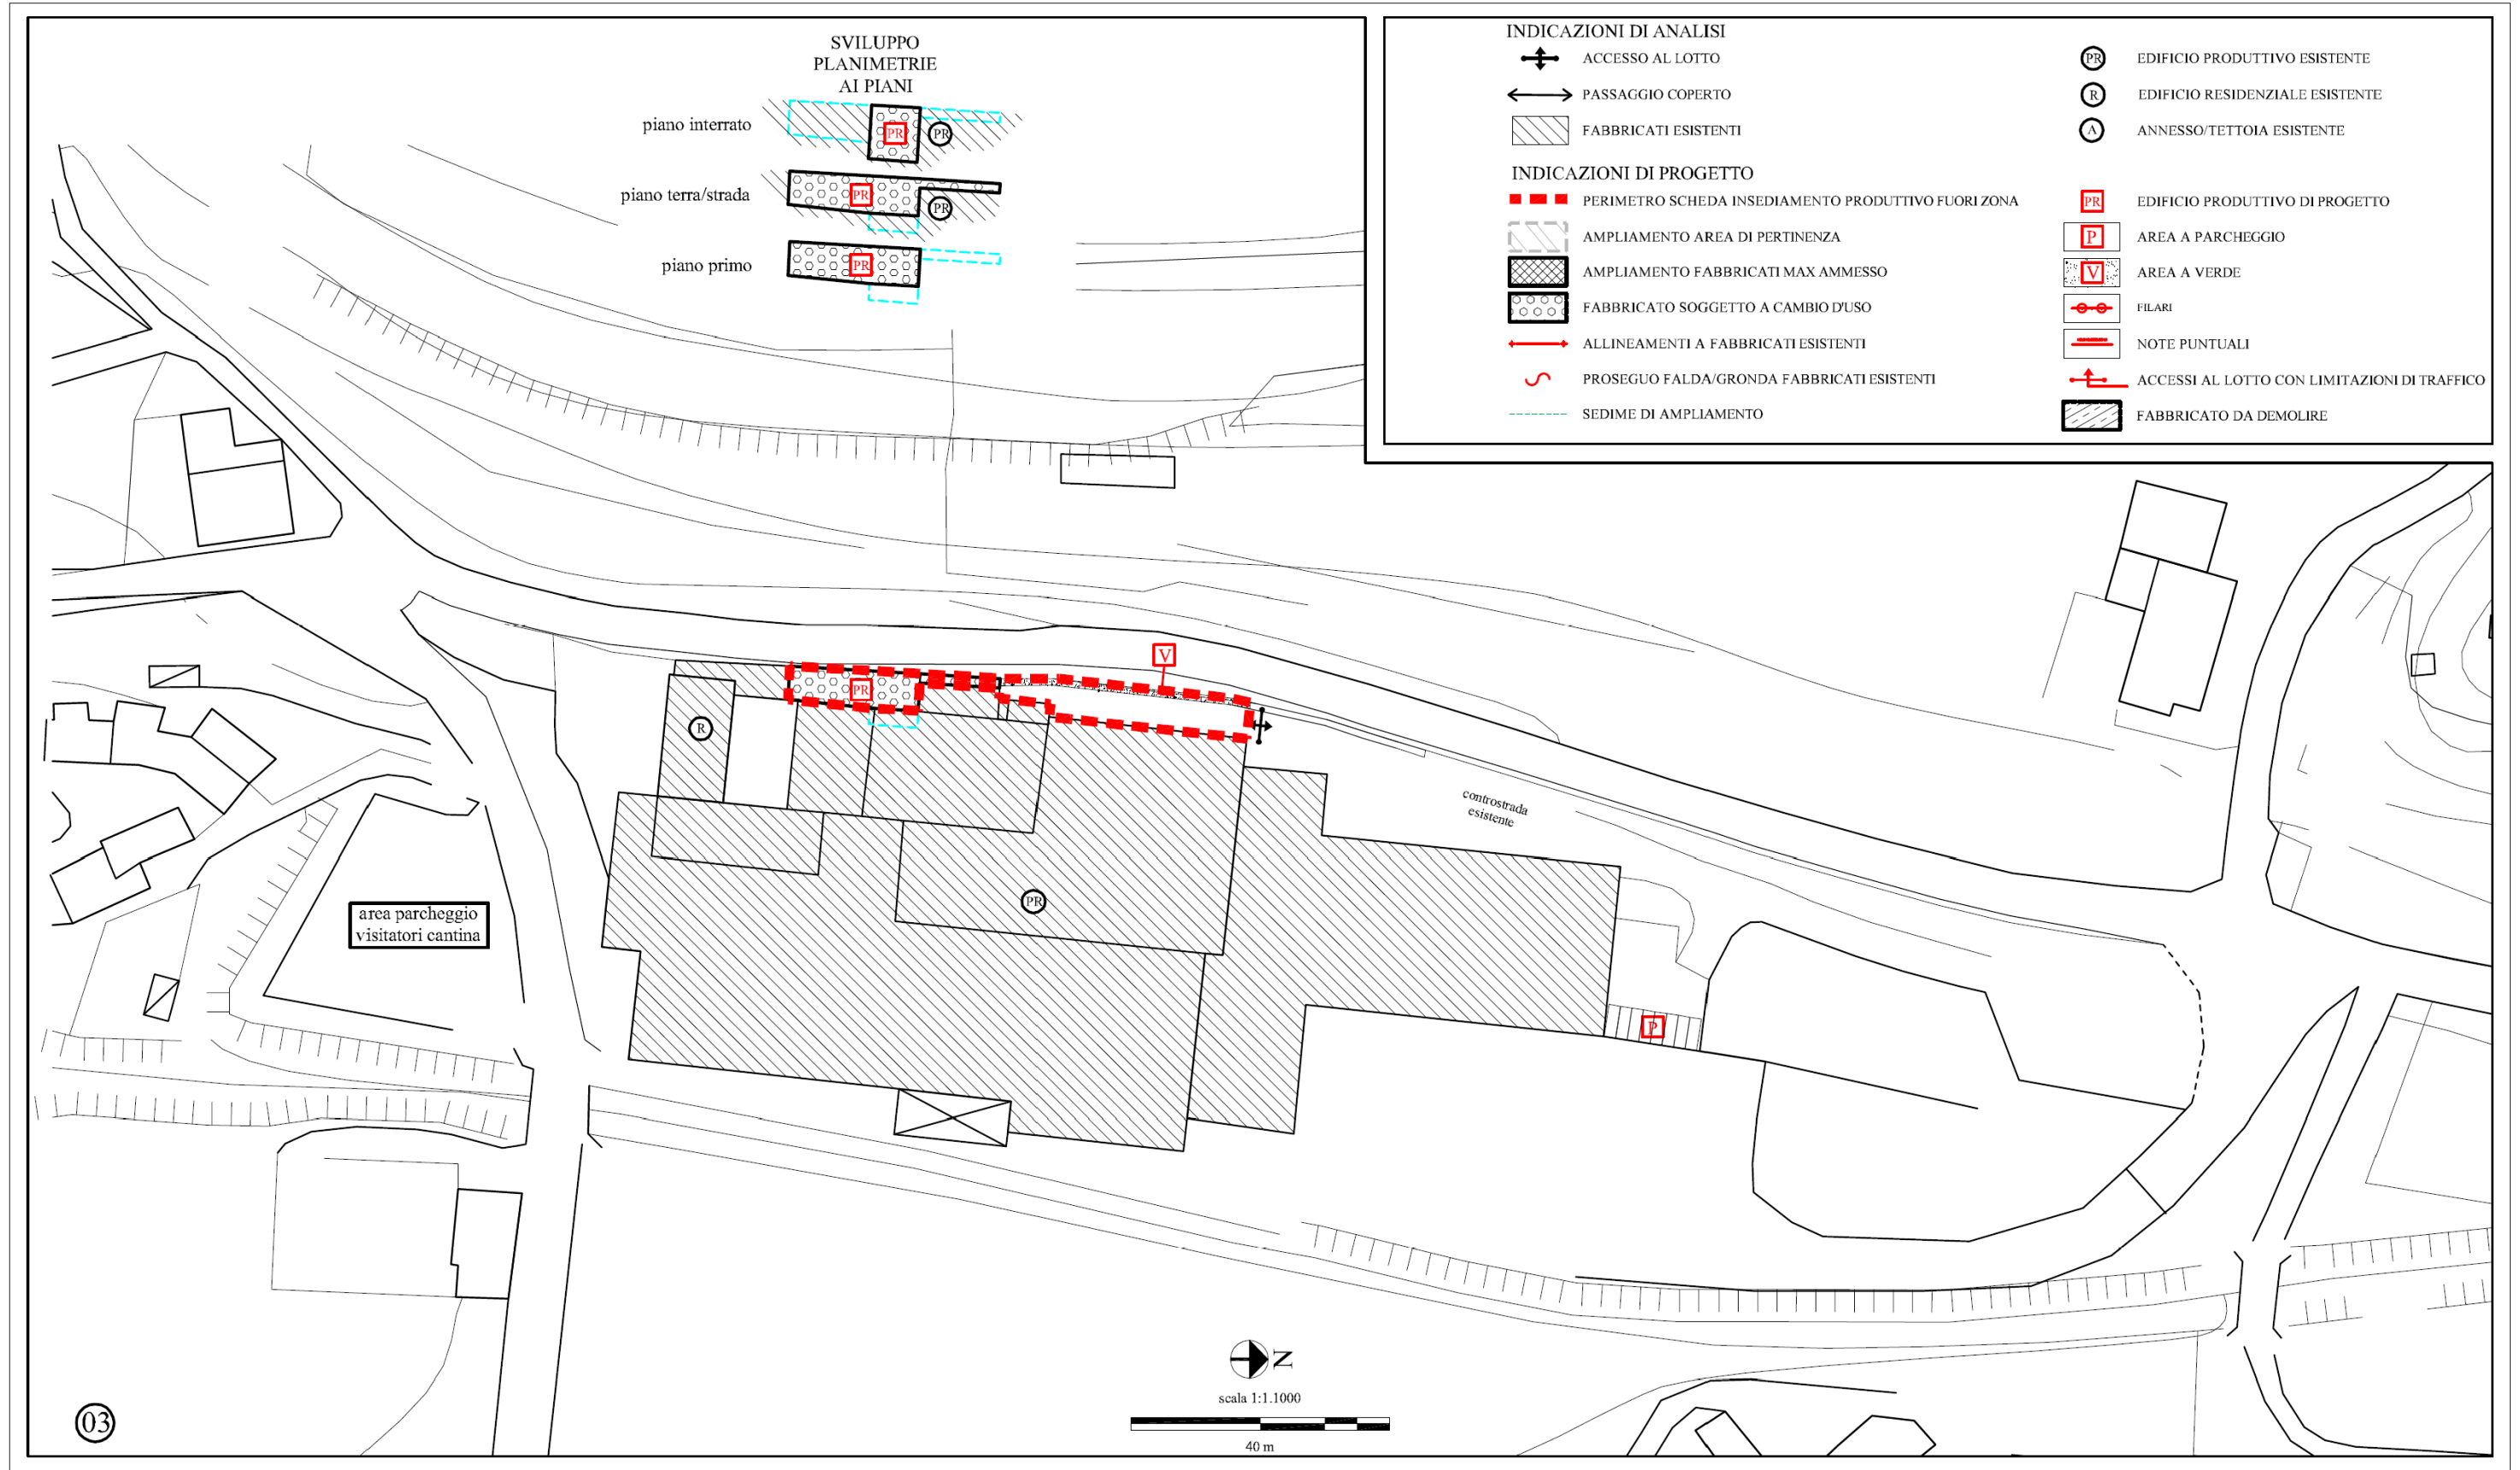 SVILUPPO
PLANIMETRIE
AI PIANI
piano interrato
PR
PR
piano terra/strada
PR
PR
piano primo
PR
INDICAZIONI DI ANALISI
ACCESSO AL LOTTO
PASSAGGIO COPERTO
FABBRICATI ESISTENTI
PR EDIFICIO PRODUTTIVO ESISTENTE
R EDIFICIO RESIDENZIALE ESISTENTE
A ANNESSO/TETTOIA ESISTENTE
INDICAZIONI DI PROGETTO
PERIMETRO SCHEDA INSEDIAMENTO PRODUTTIVO FUORI ZONA
AMPLIAMENTO AREA DI PERTINENZA
AMPLIAMENTO FABBRICATI MAX AMMESSO
FABBRICATO SOGGETTO A CAMBIO D'USO
ALLINEAMENTI A FABBRICATI ESISTENTI
PROSEGUO FALDA/GRONDA FABBRICATI ESISTENTI
SEDIME DI AMPLIAMENTO
PR EDIFICIO PRODUTTIVO DI PROGETTO
P AREA A PARCHEGGIO
V AREA A VERDE
FILARI
NOTE PUNTUALI
ACCESSI AL LOTTO CON LIMITAZIONI DI TRAFFICO
FABBRICATO DA DEMOLIRE
V
PR
R
controstrada
esistente
PR
area parcheggio
visitatori cantina
P
N
scala 1:1.1000
40 m
03